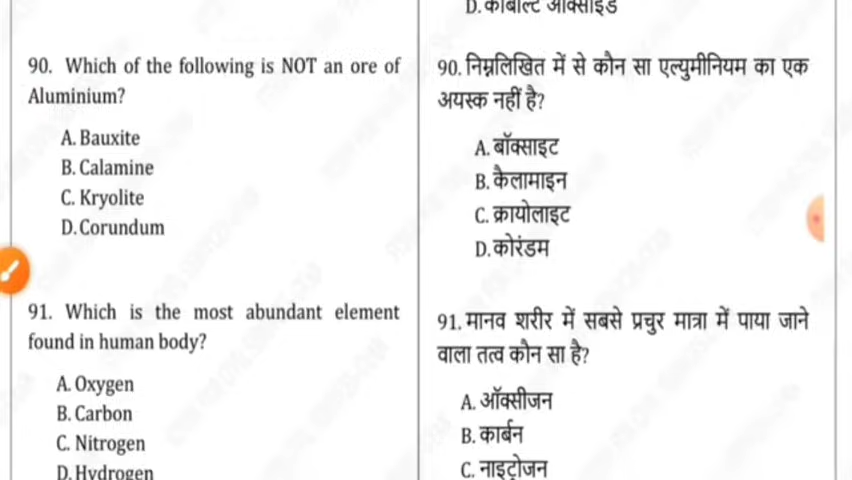 90. Which of the following is NOT an ore of
Aluminium?
A. Bauxite
B. Calamine
C. Kryolite
D. Corundum
91. Which is the most abundant element
found in human body?
A. Oxygen
B. Carbon
C. Nitrogen
D. Hydrogen
D. कोबाल्ट ऑक्साइड
90. निम्नलिखित में से कौन सा एल्युमीनियम का एक
अयस्क नहीं है?
A. बॉक्साइट
B. कैलामाइन
C. क्रायोलाइट
D. कोरंडम
91. मानव शरीर में सबसे प्रचुर मात्रा में पाया जाने
वाला तत्व कौन सा है?
A. ऑक्सीजन
B. कार्बन
C. नाइट्रोजन